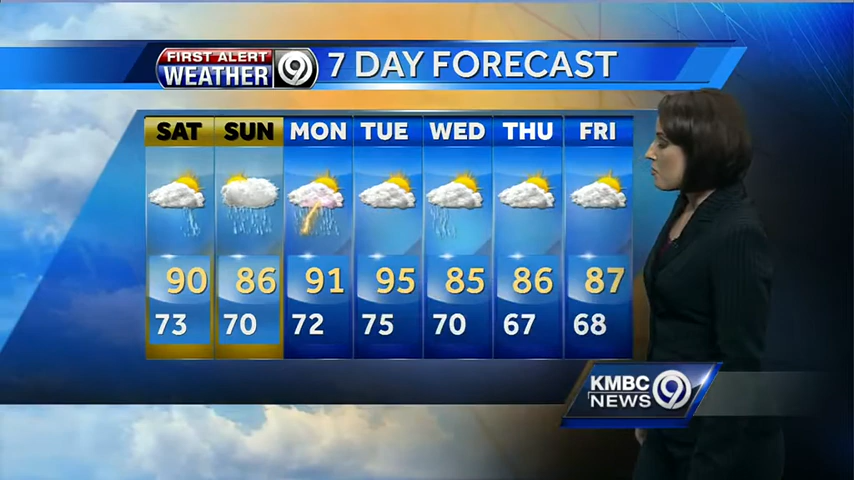 FIRST ALERT
WEATHER 9
7 DAY FORECAST
SAT SUN MON TUE WED THU FRI
90 86 91 95 85 86 87
73 70 72 75 70 67 68
KMBC
NEWS 9